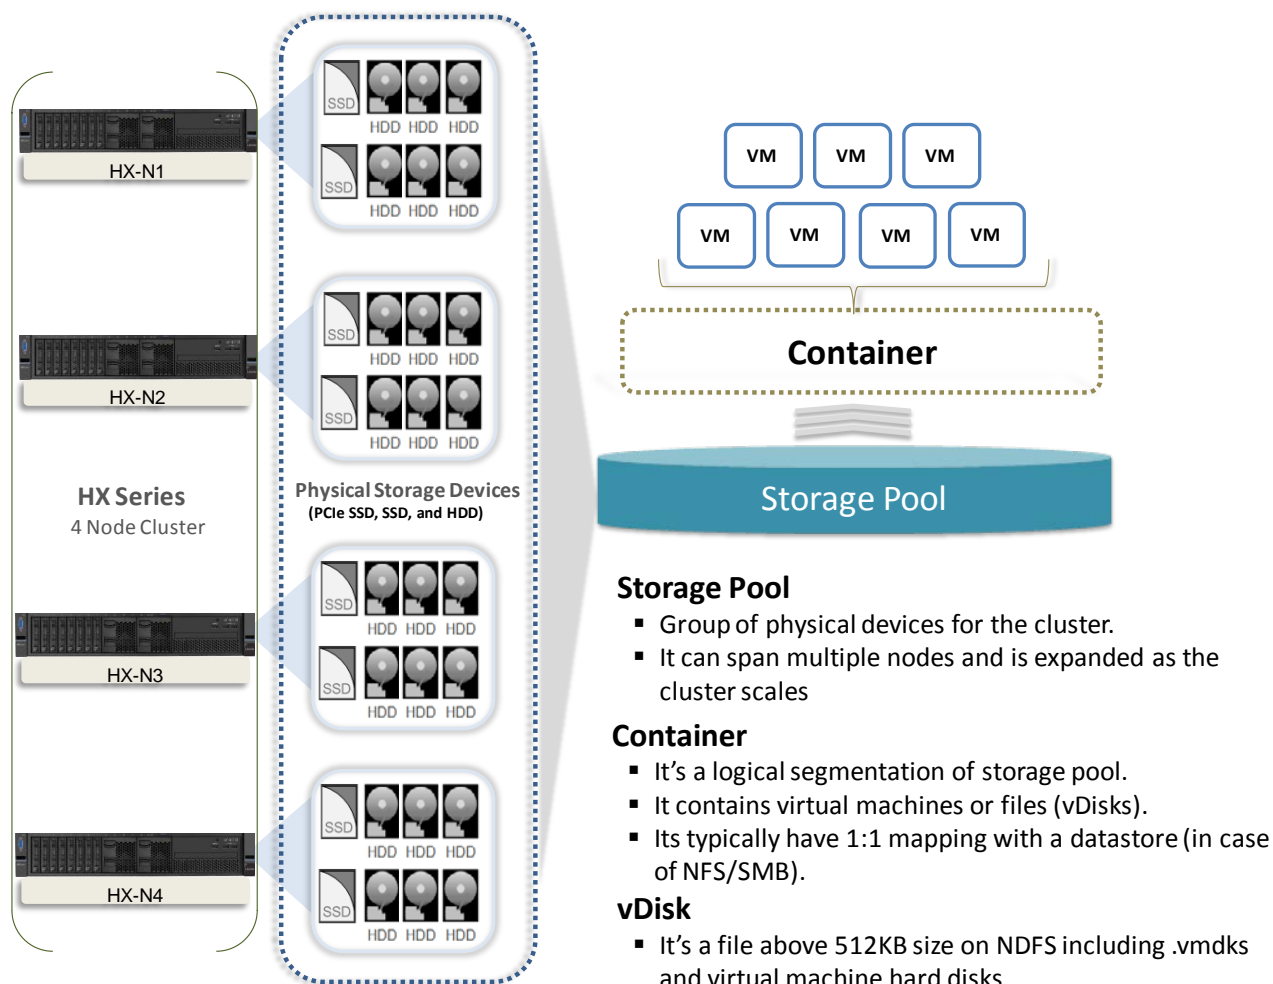 SSD
HDD HDD HDD
SSD
HDD HDD HDD
HX-N1
SSD
HDD HDD HDD
SSD
HDD HDD HDD
HX-N2
HX Series
4 Node Cluster
Physical Storage Devices
(PCIe SSD, SSD, and HDD)
SSD
HDD HDD HDD
SSD
HDD HDD HDD
HX-N3
SSD
HDD HDD HDD
SSD
HDD HDD HDD
HX-N4
VM VM VM
VM VM VM VM
Container
Storage Pool
Storage Pool
▪ Group of physical devices for the cluster.
▪ It can span multiple nodes and is expanded as the
cluster scales
Container
▪ It’s a logical segmentation of storage pool.
▪ It contains virtual machines or files (vDisks).
▪ Its typically have 1:1 mapping with a datastore (in case
of NFS/SMB).
vDisk
▪ It’s a file above 512KB size on NDFS including .vmdks
and virtual machine hard disks